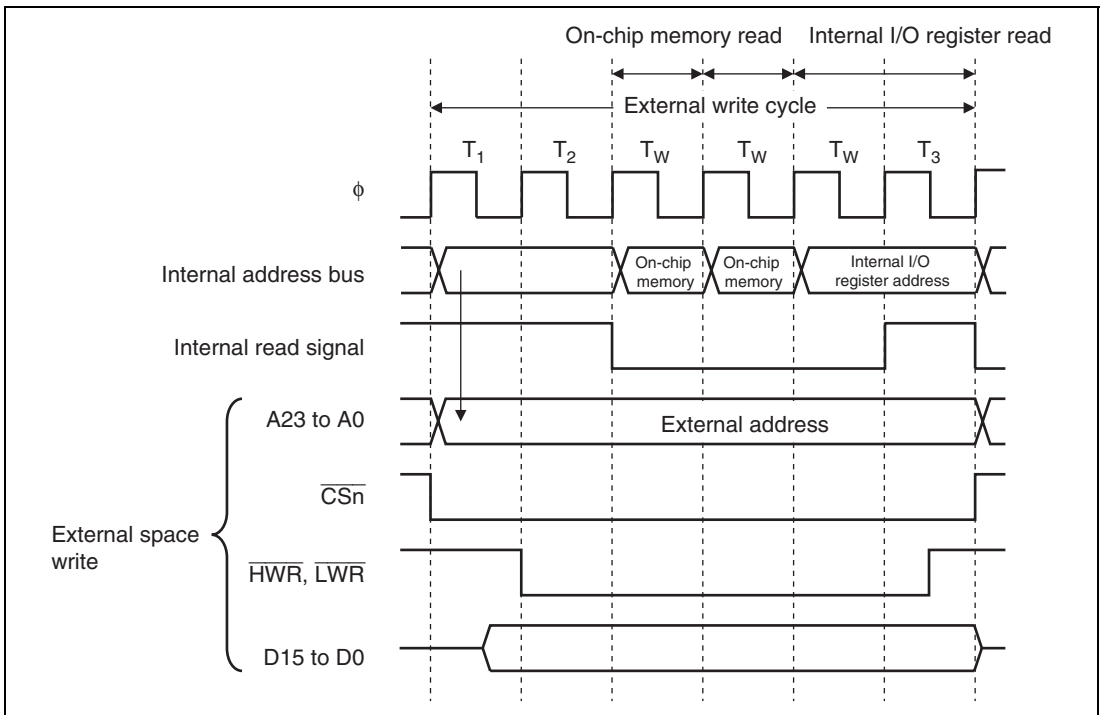 On-chip memory read Internal I/O register read
External write cycle
T1 T2 TW TW TW T3
ϕ
Internal address bus
On-chip memory
On-chip memory
Internal I/O register address
Internal read signal
A23 to A0
External address
CSn
External space write
HWR, LWR
D15 to D0